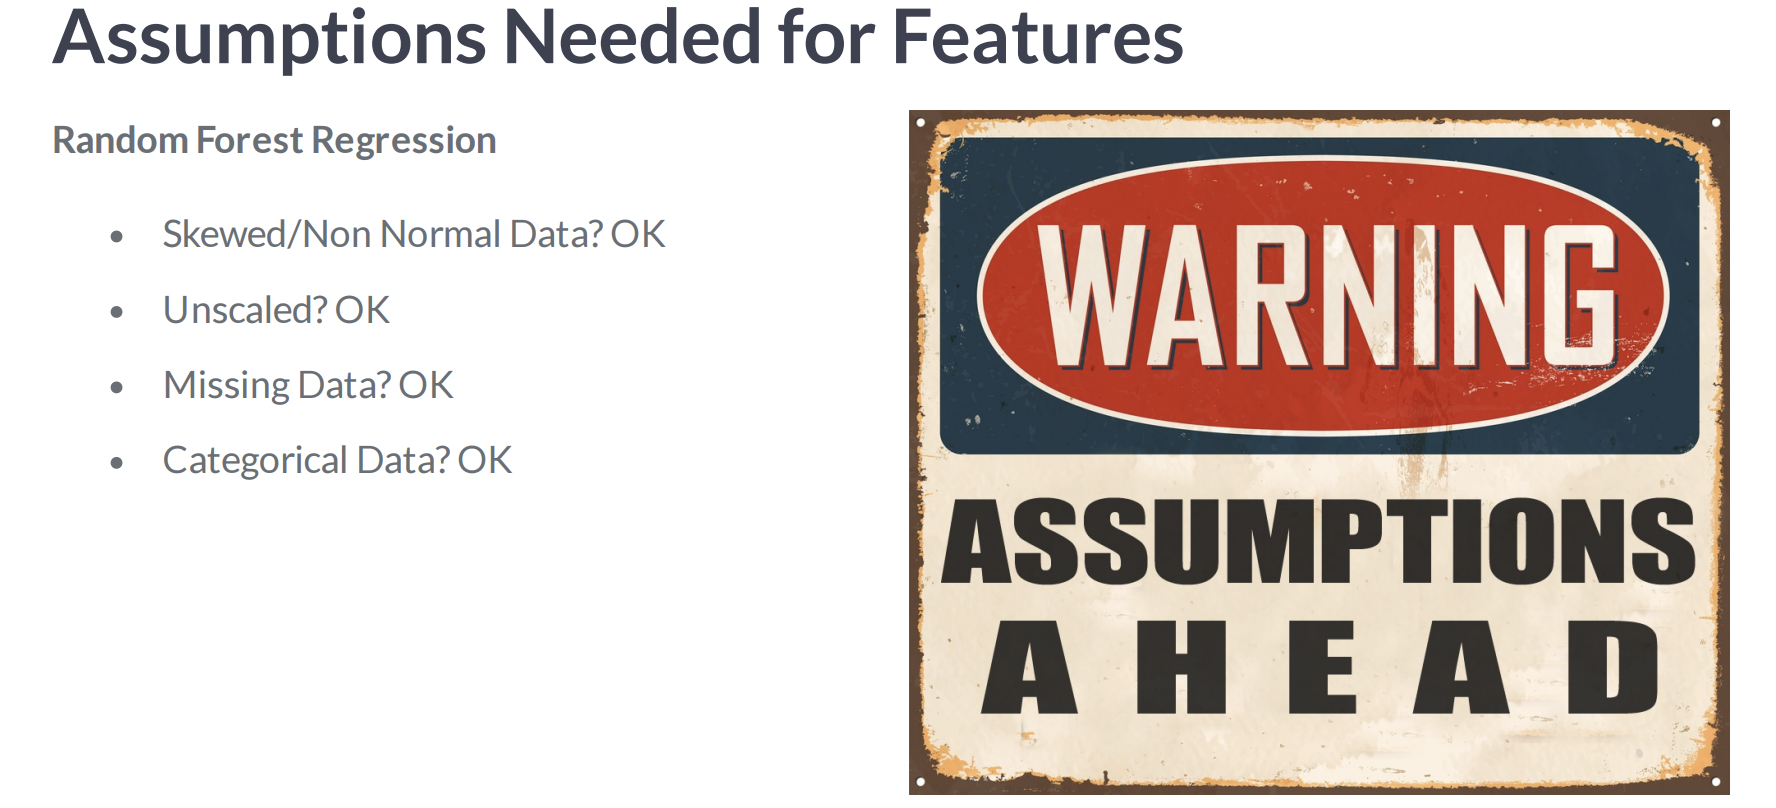 Assumptions Needed for Features
Random Forest Regression
• Skewed/Non Normal Data? OK
• Unscaled? OK
• Missing Data? OK
• Categorical Data? OK
WARNING
ASSUMPTIONS
AHEAD